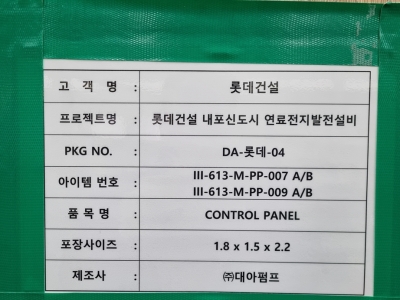 고 객 명 : 롯데건설
프로젝트명 : 롯데건설 내포신도시 연료전지발전설비
PKG NO. : DA-롯데-04
아이템 번호 : III-613-M-PP-007 A/B
III-613-M-PP-009 A/B
품 목 명 : CONTROL PANEL
포장사이즈 : 1.8 x 1.5 x 2.2
제조사 : ㈜대아펌프